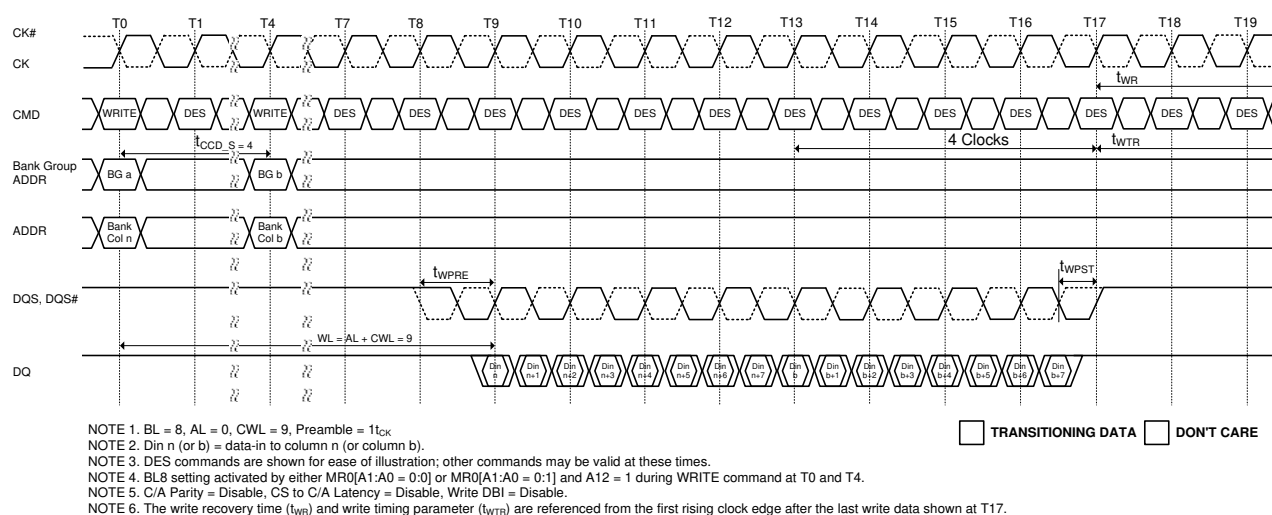 T0 T1 T4 T7 T8 T9 T10 T11 T12 T13 T14 T15 T16 T17 T18 T19
CK#
CK
tWR
CMD WRITE DES WRITE DES DES DES DES DES DES DES DES DES DES DES DES DES
tCCD_S = 4
4 Clocks
tWTR
Bank Group
ADDR
BG a BG b
ADDR
Bank
Col n
Bank
Col b
tWPRE
tWPST
DQS, DQS#
WL = AL + CWL = 9
DQ
Din
n
Din
n+1
Din
n+2
Din
n+3
Din
n+4
Din
n+5
Din
n+6
Din
n+7
Din
b
Din
b+1
Din
b+2
Din
b+3
Din
b+4
Din
b+5
Din
b+6
Din
b+7
NOTE 1. BL = 8, AL = 0, CWL = 9, Preamble = 1tCK
NOTE 2. Din n (or b) = data-in to column n (or column b).
NOTE 3. DES commands are shown for ease of illustration; other commands may be valid at these times.
NOTE 4. BL8 setting activated by either MR0[A1:A0 = 0:0] or MR0[A1:A0 = 0:1] and A12 = 1 during WRITE command at T0 and T4.
NOTE 5. C/A Parity = Disable, CS to C/A Latency = Disable, Write DBI = Disable.
NOTE 6. The write recovery time (tWR) and write timing parameter (tWTR) are referenced from the first rising clock edge after the last write data shown at T17.
TRANSITIONING DATA
DON'T CARE